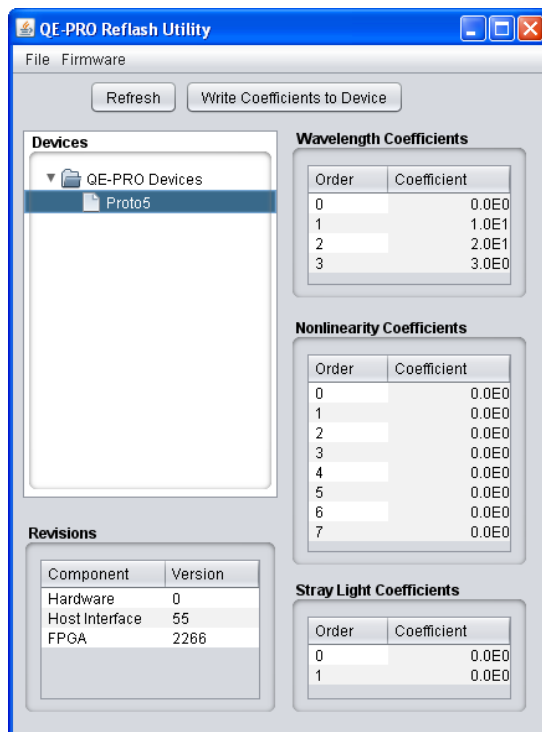 QE-PRO Reflash Utility
File Firmware
Refresh Write Coefficients to Device
Devices
QE-PRO Devices
Proto5
Revisions
Component Version
Hardware 0
Host Interface 55
FPGA 2266
Wavelength Coefficients
Order Coefficient
0 0.0E0
1 1.0E1
2 2.0E1
3 3.0E0
Nonlinearity Coefficients
Order Coefficient
0 0.0E0
1 0.0E0
2 0.0E0
3 0.0E0
4 0.0E0
5 0.0E0
6 0.0E0
7 0.0E0
Stray Light Coefficients
Order Coefficient
0 0.0E0
1 0.0E0